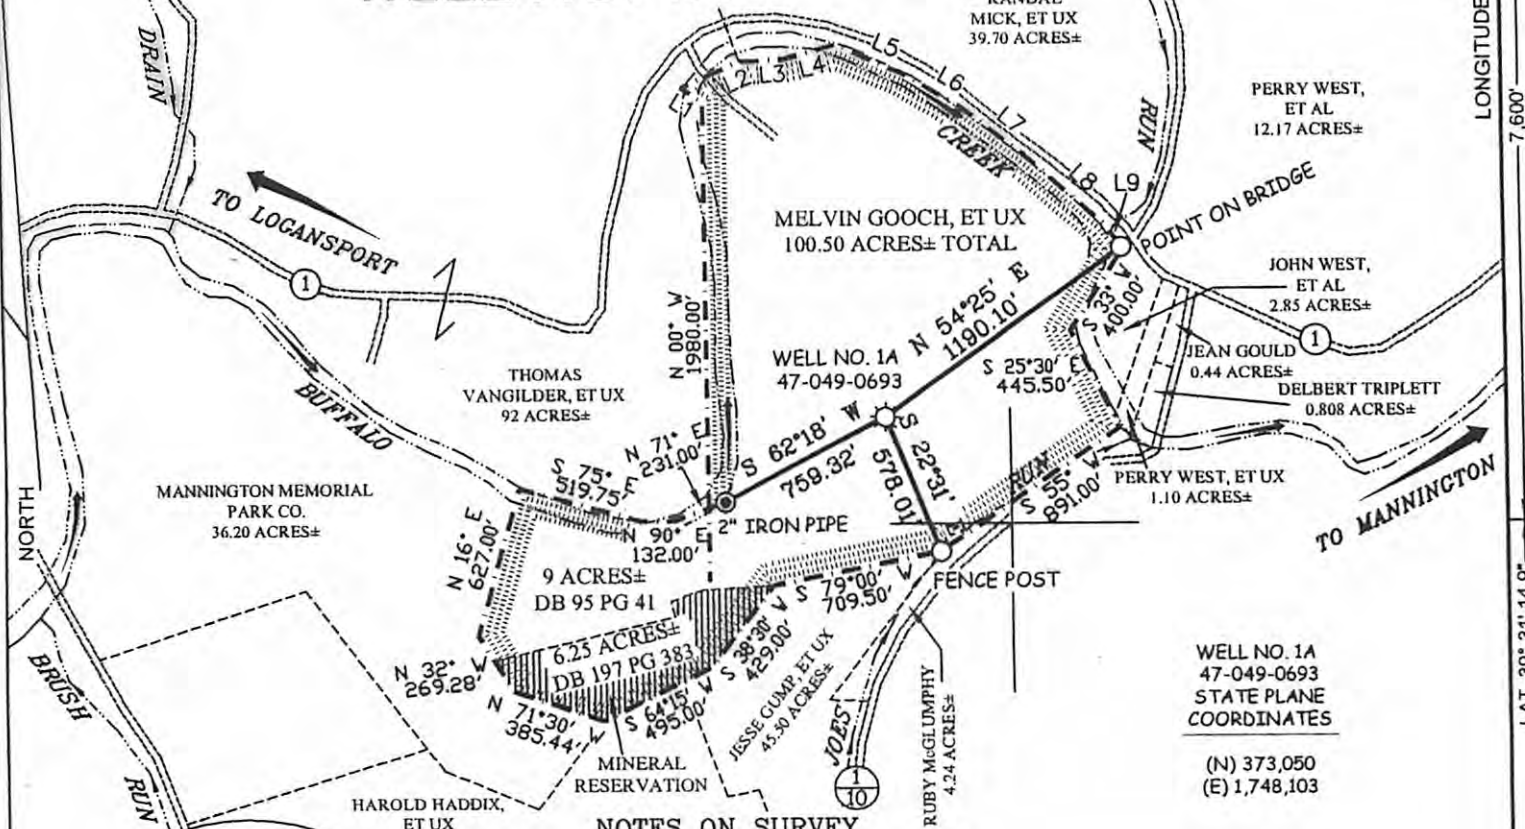 RANDAL
MICK, ET UX
39.70 ACRES±
LONGITUDE
7,600'
DRAIN
RUN
PERRY WEST,
ET AL
12.17 ACRES±
L1
2
L3
L4
L5
L6
L7
L8
L9
CREEK
POINT ON BRIDGE
TO LOGANSPORT
1
MELVIN GOOCH, ET UX
100.50 ACRES± TOTAL
JOHN WEST,
ET AL
2.85 ACRES±
N 00° W
1980.00'
N 54°25' E
1190.10'
S 33° W
400.00'
1
JEAN GOULD
0.44 ACRES±
DELBERT TRIPLETT
0.808 ACRES±
WELL NO. 1A
47-049-0693
S 25°30' E
445.50'
THOMAS
VANGILDER, ET UX
92 ACRES±
BUFFALO
N 71° E
231.00'
S 62°18' W
759.32'
S 22°31'
578.01'
S 75° E
519.75'
RUN
S 55° W
891.00'
PERRY WEST, ET UX
1.10 ACRES±
TO MANNINGTON
MANNINGTON MEMORIAL
PARK CO.
36.20 ACRES±
NORTH
N 16° E
627.00'
N 90° E
132.00'
2" IRON PIPE
FENCE POST
9 ACRES±
DB 95 PG 41
S 79°00' W
709.50'
6.25 ACRES±
DB 197 PG 383
S 38°30' W
429.00'
N 32° W
269.28'
N 71°30' W
385.44'
S 64°15' W
495.00'
JESSE GUMP, ET UX
45.50 ACRES±
MINERAL
RESERVATION
JOES
1
10
RUBY McGLUMPHY
4.24 ACRES±
WELL NO. 1A
47-049-0693
STATE PLANE
COORDINATES
(N) 373,050
(E) 1,748,103
BRUSH
RUN
HAROLD HADDIX,
ET UX
NOTES ON SURVEY